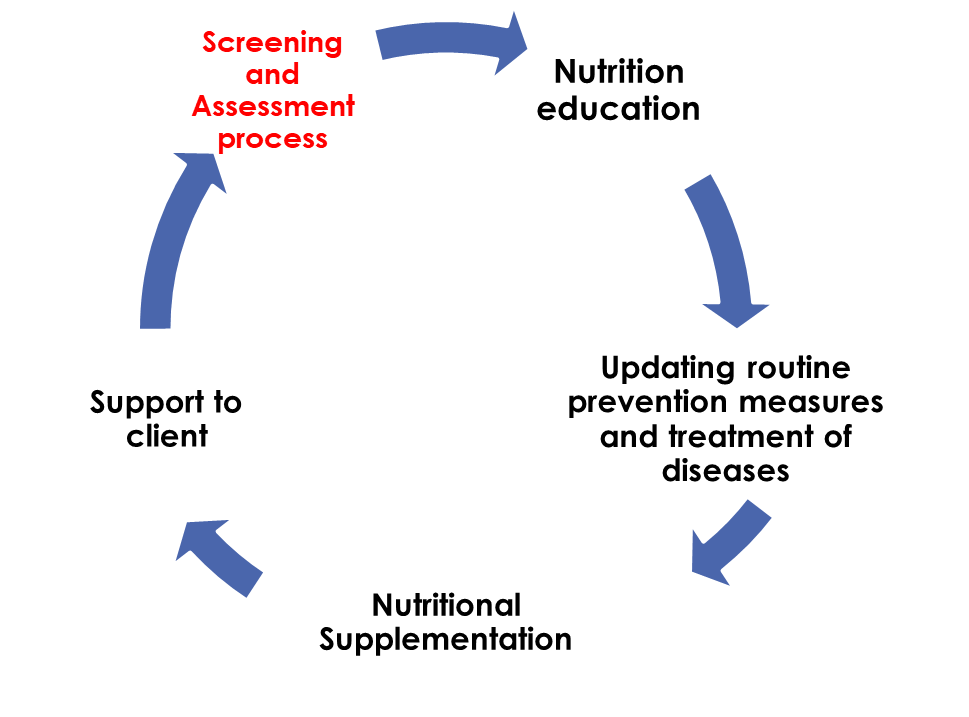 Screening
and
Assessment
process
Nutrition
education
Updating routine
prevention measures
and treatment of
diseases
Nutritional
Supplementation
Support to
client